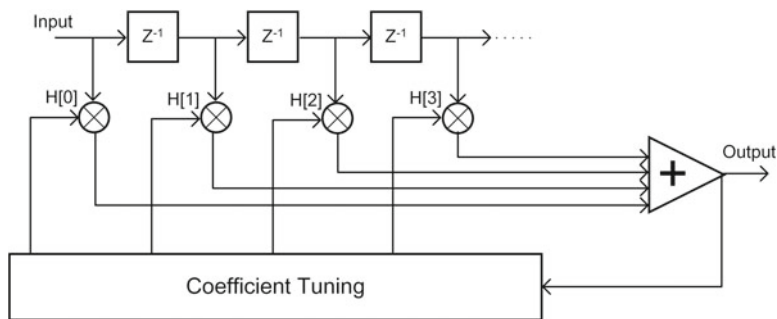 Input
Z-1
Z-1
Z-1
.....
H[0]
H[1]
H[2]
H[3]
+
Output
Coefficient Tuning